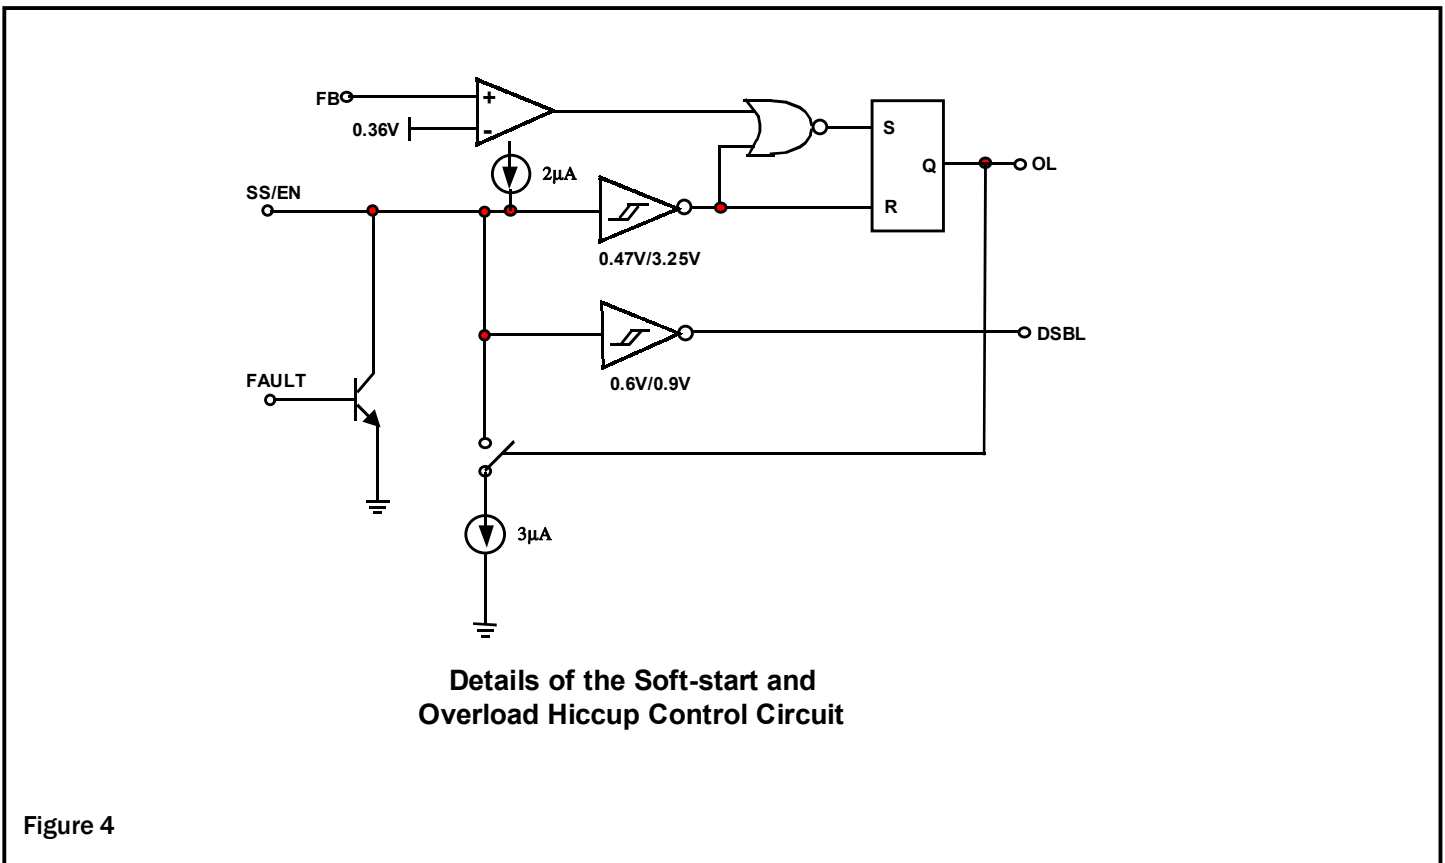 FB
+
0.36V
-
2μA
S
Q
OL
SS/EN
R
0.47V/3.25V
DSBL
FAULT
0.6V/0.9V
3μA
Details of the Soft-start and
Overload Hiccup Control Circuit
Figure 4